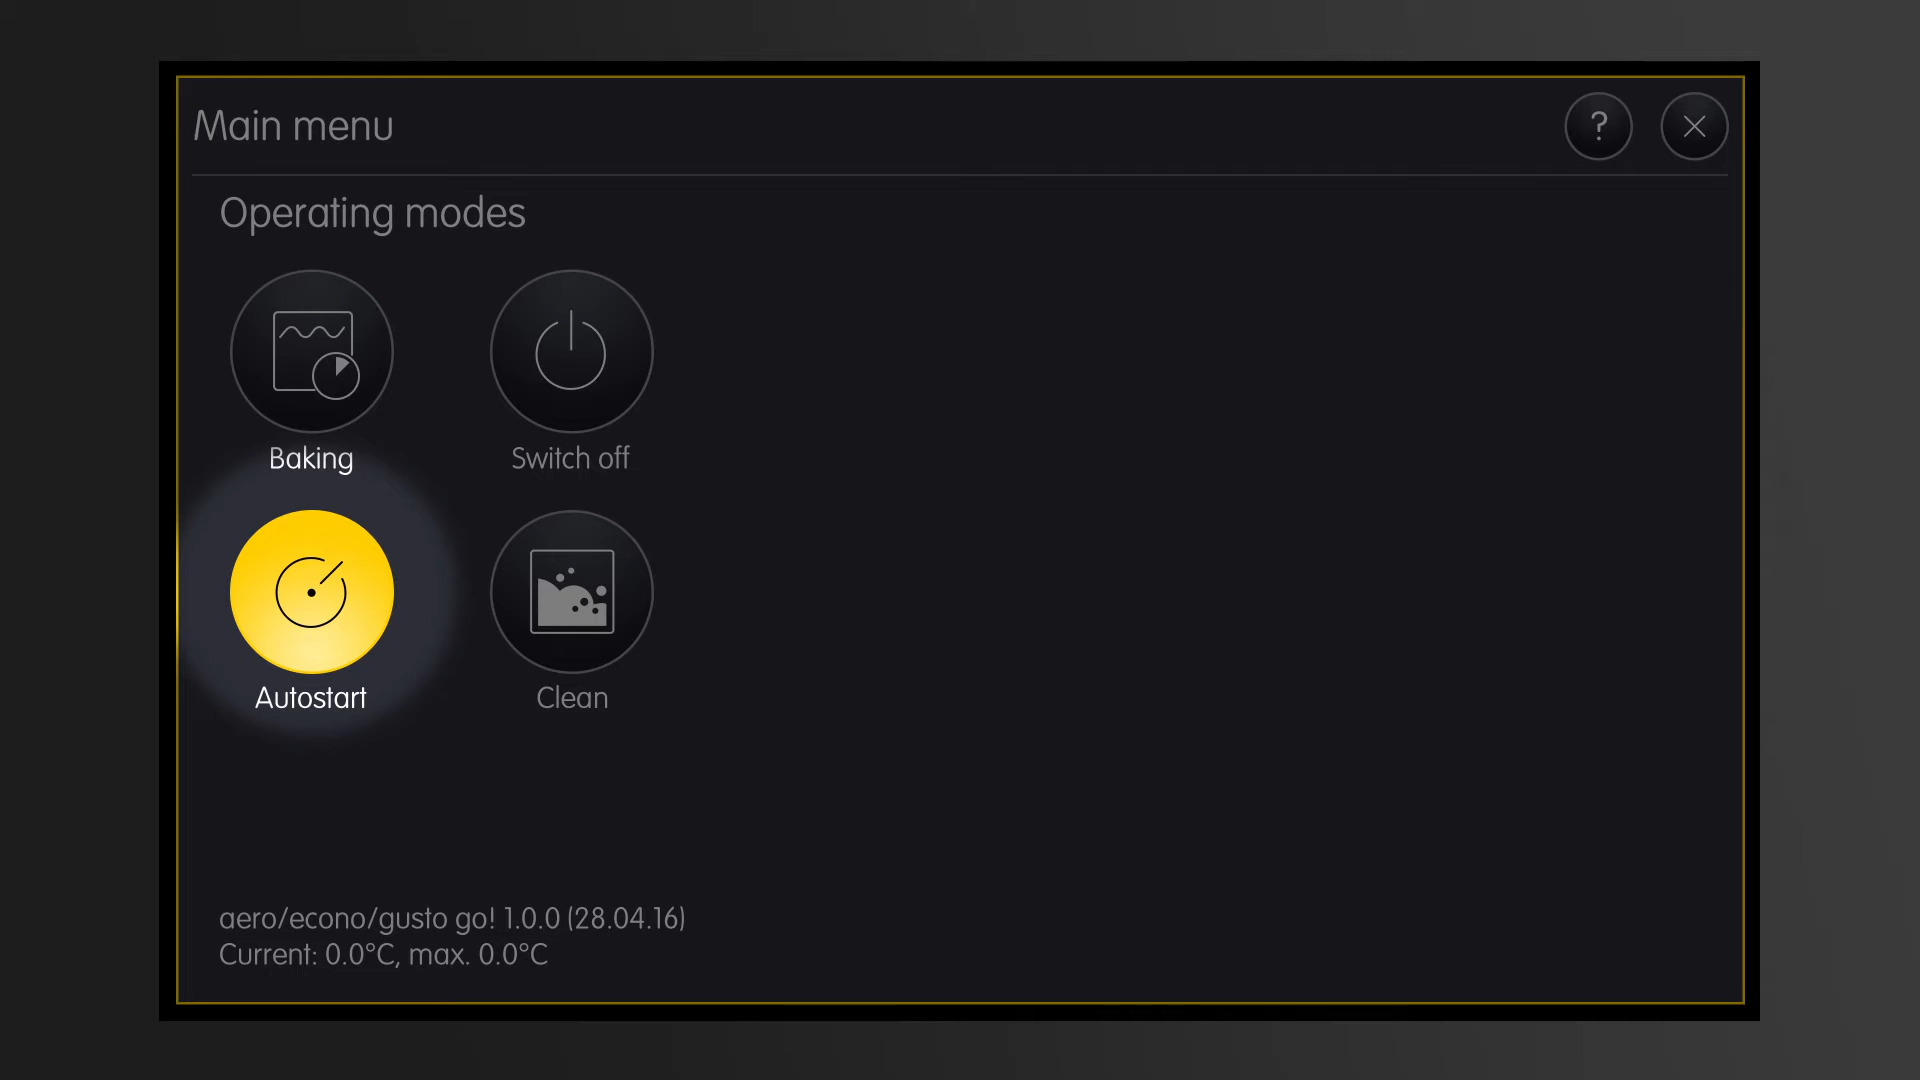 Main menu
?
Operating modes
Baking
Switch off
Autostart
Clean
aero/econo/gusto go! 1.0.0 (28.04.16)
Current: 0.0°C, max. 0.0°C